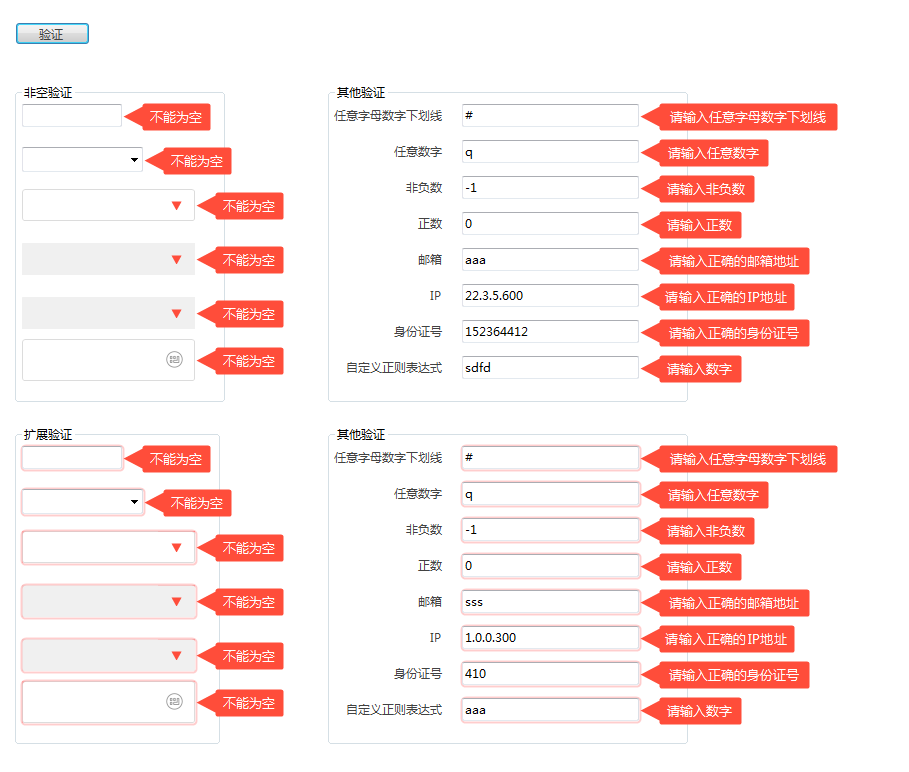 验证
非空验证
不能为空
不能为空
不能为空
不能为空
不能为空
不能为空
其他验证
任意字母数字下划线 # 请输入任意字母数字下划线
任意数字 q 请输入任意数字
非负数 -1 请输入非负数
正数 0 请输入正数
邮箱 aaa 请输入正确的邮箱地址
IP 22.3.5.600 请输入正确的IP地址
身份证号 152364412 请输入正确的身份证号
自定义正则表达式 sdfd 请输入数字
扩展验证
不能为空
不能为空
不能为空
不能为空
不能为空
不能为空
其他验证
任意字母数字下划线 # 请输入任意字母数字下划线
任意数字 q 请输入任意数字
非负数 -1 请输入非负数
正数 0 请输入正数
邮箱 sss 请输入正确的邮箱地址
IP 1.0.0.300 请输入正确的IP地址
身份证号 410 请输入正确的身份证号
自定义正则表达式 aaa 请输入数字